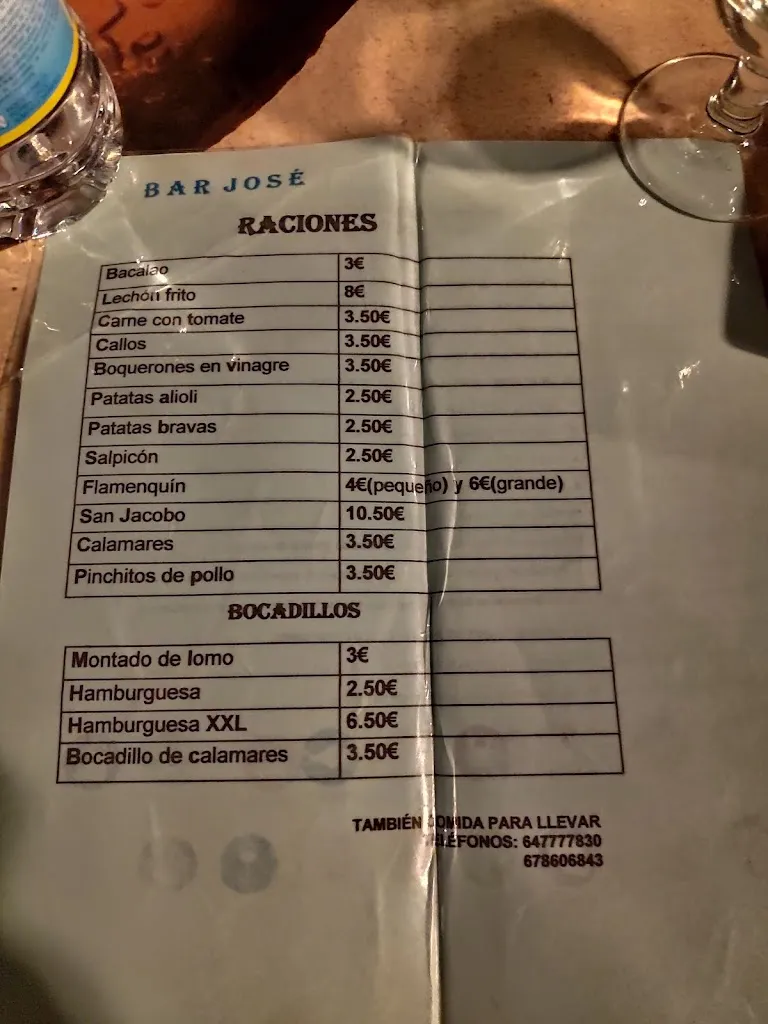 BAR JOSÉ
RACIONES
Bacalao 3€
Lechón frito 8€
Carne con tomate 3.50€
Callos 3.50€
Boquerones en vinagre 3.50€
Patatas alioli 2.50€
Patatas bravas 2.50€
Salpicón 2.50€
Flamenquín 4€(pequeño) y 6€(grande)
San Jacobo 10.50€
Calamares 3.50€
Pinchitos de pollo 3.50€
BOCADILLOS
Montado de lomo 3€
Hamburguesa 2.50€
Hamburguesa XXL 6.50€
Bocadillo de calamares 3.50€
TAMBIÉN COMIDA PARA LLEVAR
TELÉFONOS: 647777830
678606843